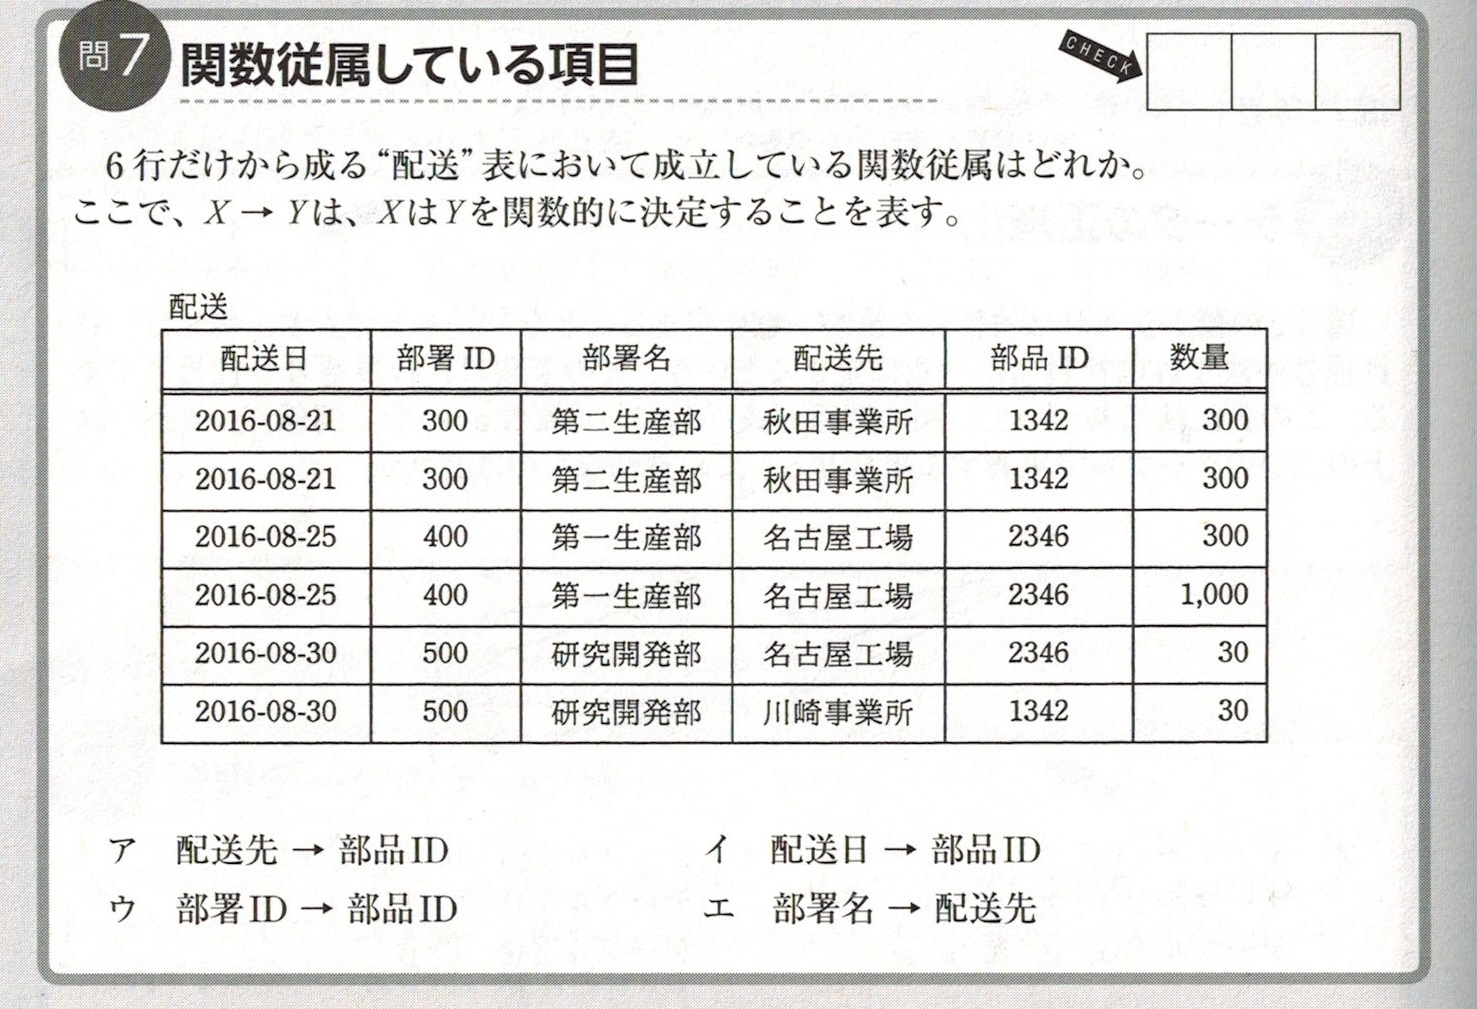 問7 関数従属している項目
CHECK
6行だけから成る“配送”表において成立している関数従属はどれか。
ここで、X → Yは、XはYを関数的に決定することを表す。
配送
配送日 部署ID 部署名 配送先 部品ID 数量
2016-08-21 300 第二生産部 秋田事業所 1342 300
2016-08-21 300 第二生産部 秋田事業所 1342 300
2016-08-25 400 第一生産部 名古屋工場 2346 300
2016-08-25 400 第一生産部 名古屋工場 2346 1,000
2016-08-30 500 研究開発部 名古屋工場 2346 30
2016-08-30 500 研究開発部 川崎事業所 1342 30
ア 配送先 → 部品ID イ 配送日 → 部品ID
ウ 部署ID → 部品ID エ 部署名 → 配送先